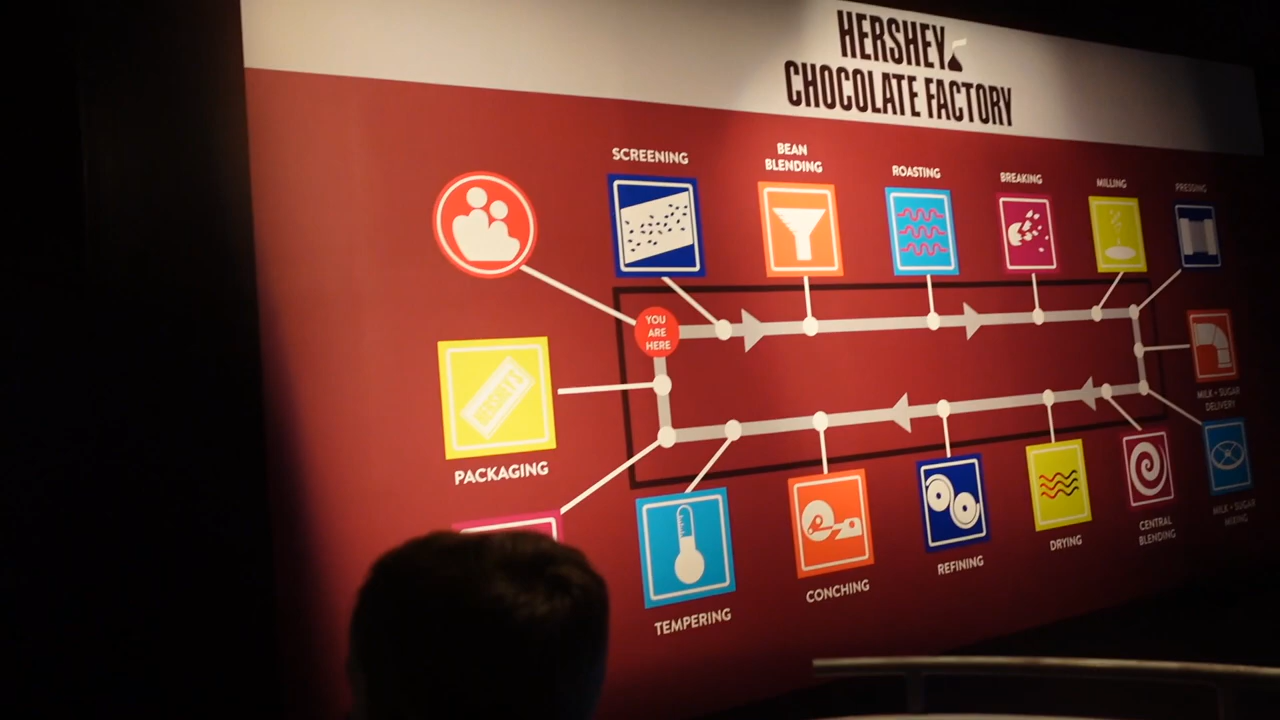 HERSHEY
CHOCOLATE FACTORY
SCREENING
BEAN
BLENDING
ROASTING
BREAKING
MILLING
PRESSING
YOU
ARE
HERE
MILK + SUGAR
DELIVERY
PACKAGING
MILK + SUGAR
MIXING
CENTRAL
BLENDING
DRYING
REFINING
CONCHING
TEMPERING